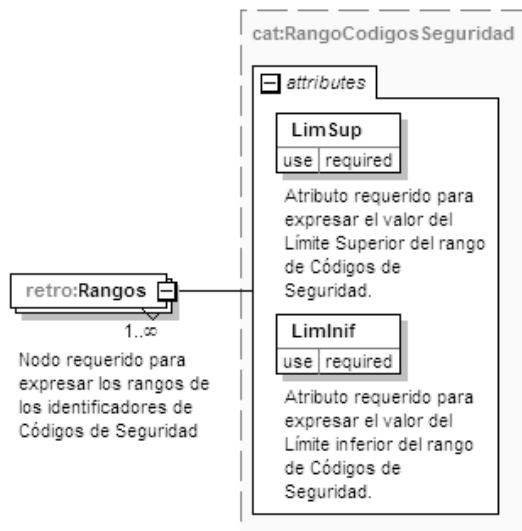 cat:RangoCodigosSeguridad
attributes
LimSup
use required
Atributo requerido para
expresar el valor del
Límite Superior del rango
de Códigos de
Seguridad.
retro:Rangos
1..∞
Nodo requerido para
expresar los rangos de
los identificadores de
Códigos de Seguridad
LimInif
use required
Atributo requerido para
expresar el valor del
Límite inferior del rango
de Códigos de
Seguridad.